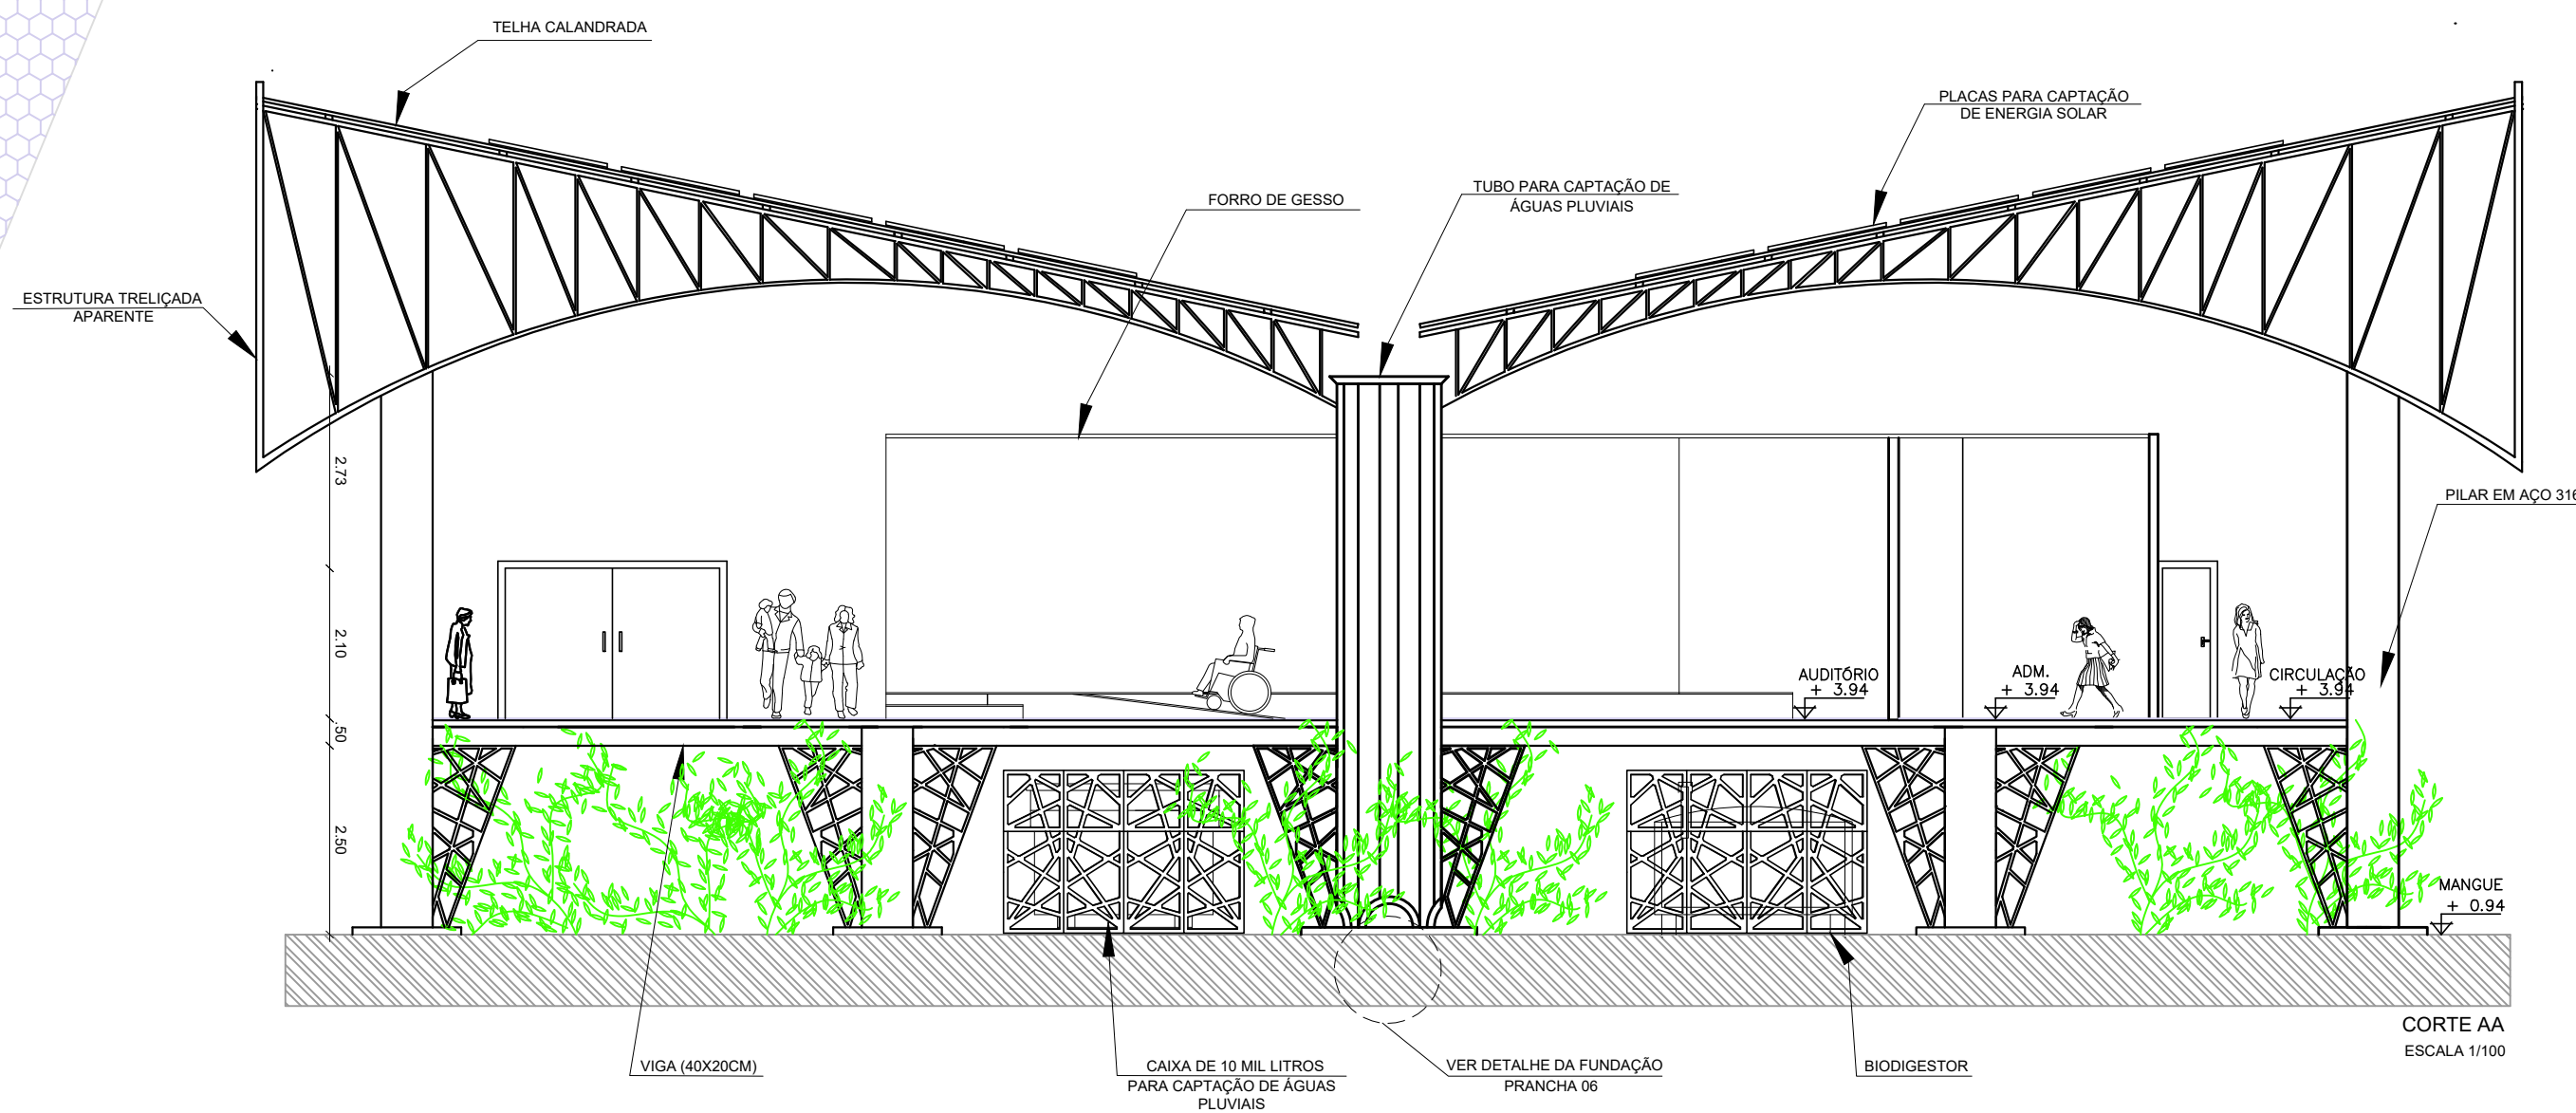 TELHA CALANDRADA
PLACAS PARA CAPTAÇÃO
DE ENERGIA SOLAR
TUBO PARA CAPTAÇÃO DE
ÁGUAS PLUVIAIS
FORRO DE GESSO
ESTRUTURA TRELIÇADA
APARENTE
2.73
PILAR EM AÇO 316
2.10
AUDITÓRIO
+ 3.94
ADM.
+ 3.94
CIRCULAÇÃO
+ 3.94
.50
2.50
MANGUE
+ 0.94
CORTE AA
ESCALA 1/100
VIGA (40X20CM)
CAIXA DE 10 MIL LITROS
PARA CAPTAÇÃO DE ÁGUAS
PLUVIAIS
VER DETALHE DA FUNDAÇÃO
PRANCHA 06
BIODIGESTOR